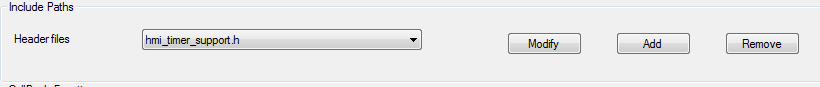 Include Paths
Header files hmi_timer_support.h Modify Add Remove